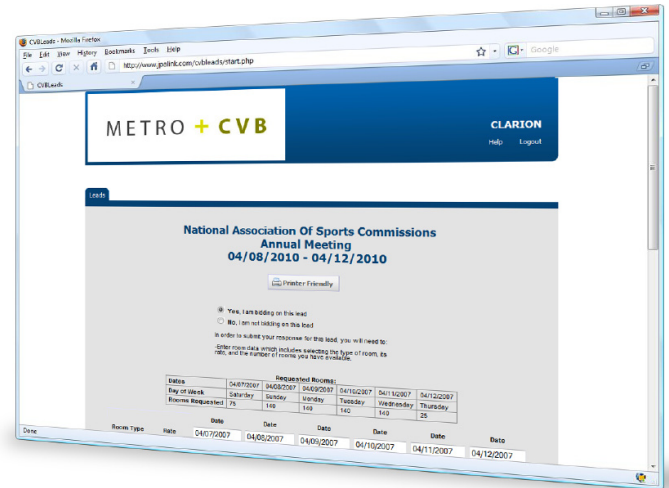 CVBLeads - Mozilla Firefox
File Edit View History Bookmarks Tools Help
http://www.jpalink.com/cvbleads/start.php
Google
CVBLeads
METRO + CVB
CLARION
Help Logout
Leads
National Association Of Sports Commissions
Annual Meeting
04/08/2010 - 04/12/2010
Printer Friendly
Yes, I am bidding on this lead
No, I am not bidding on this lead
In order to submit your response for this lead, you will need to:
-Enter room data which includes selecting the type of room, its
rate, and the number of rooms you have available.
Requested Rooms:
Dates 04/07/2007 04/08/2007 04/09/2007 04/10/2007 04/11/2007 04/12/2007
Day of Week Saturday Sunday Monday Tuesday Wednesday Thursday
Rooms Requested 75 140 140 140 140 25
Date Date Date Date Date Date
Room Type Rate 04/07/2007 04/08/2007 04/09/2007 04/10/2007 04/11/2007 04/12/2007
Done